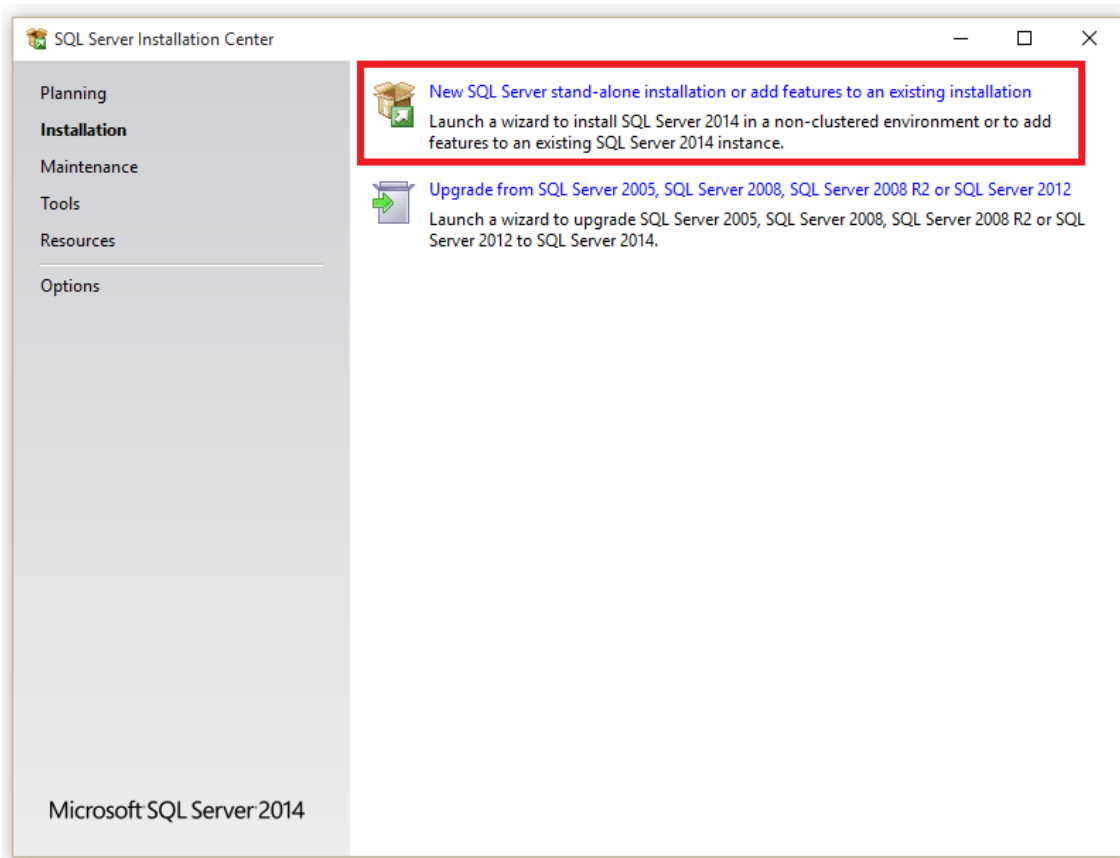 SQL Server Installation Center
Planning
Installation
Maintenance
Tools
Resources
Options
New SQL Server stand-alone installation or add features to an existing installation
Launch a wizard to install SQL Server 2014 in a non-clustered environment or to add
features to an existing SQL Server 2014 instance.
Upgrade from SQL Server 2005, SQL Server 2008, SQL Server 2008 R2 or SQL Server 2012
Launch a wizard to upgrade SQL Server 2005, SQL Server 2008, SQL Server 2008 R2 or SQL
Server 2012 to SQL Server 2014.
Microsoft SQL Server 2014